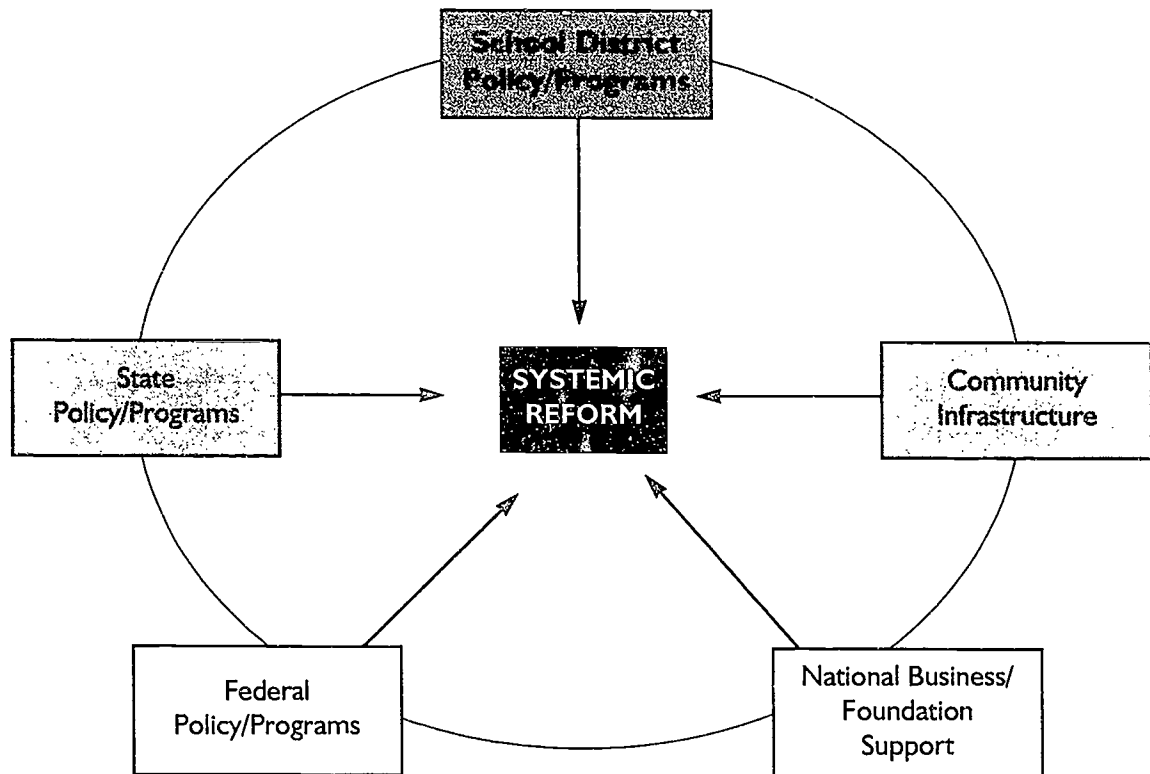 School District
Policy/Programs
State
Policy/Programs
SYSTEMIC
REFORM
Community
Infrastructure
Federal
Policy/Programs
National Business/
Foundation
Support